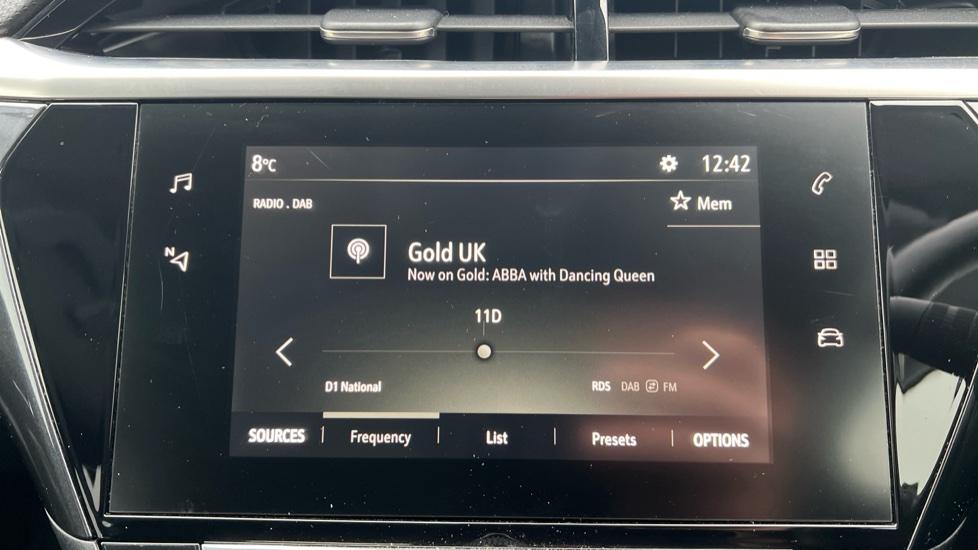 8°C 12:42
RADIO . DAB Mem
N
Gold UK
Now on Gold: ABBA with Dancing Queen
11D
D1 National RDS DAB FM
SOURCES Frequency List Presets OPTIONS